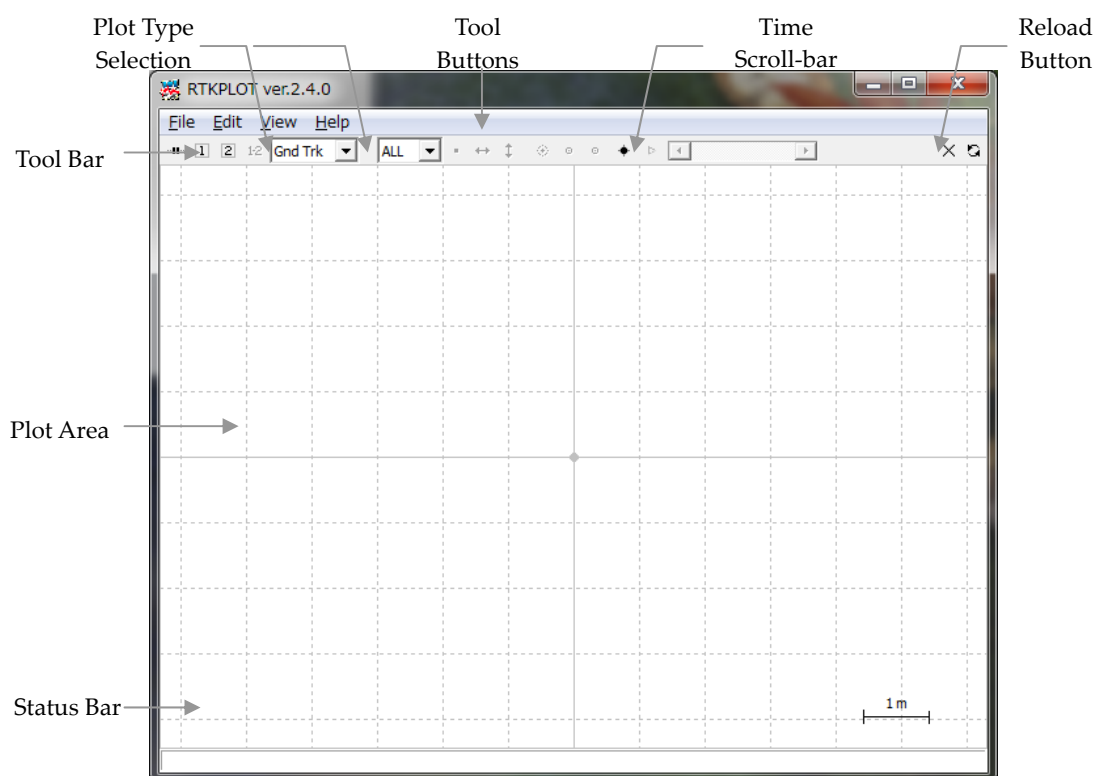 Plot Type
Selection
Tool
Buttons
Time
Scroll-bar
Reload
Button
RTKPLOT ver.2.4.0
File Edit View Help
Tool Bar
1 2 1-2 Gnd Trk ALL
Plot Area
Status Bar
1 m